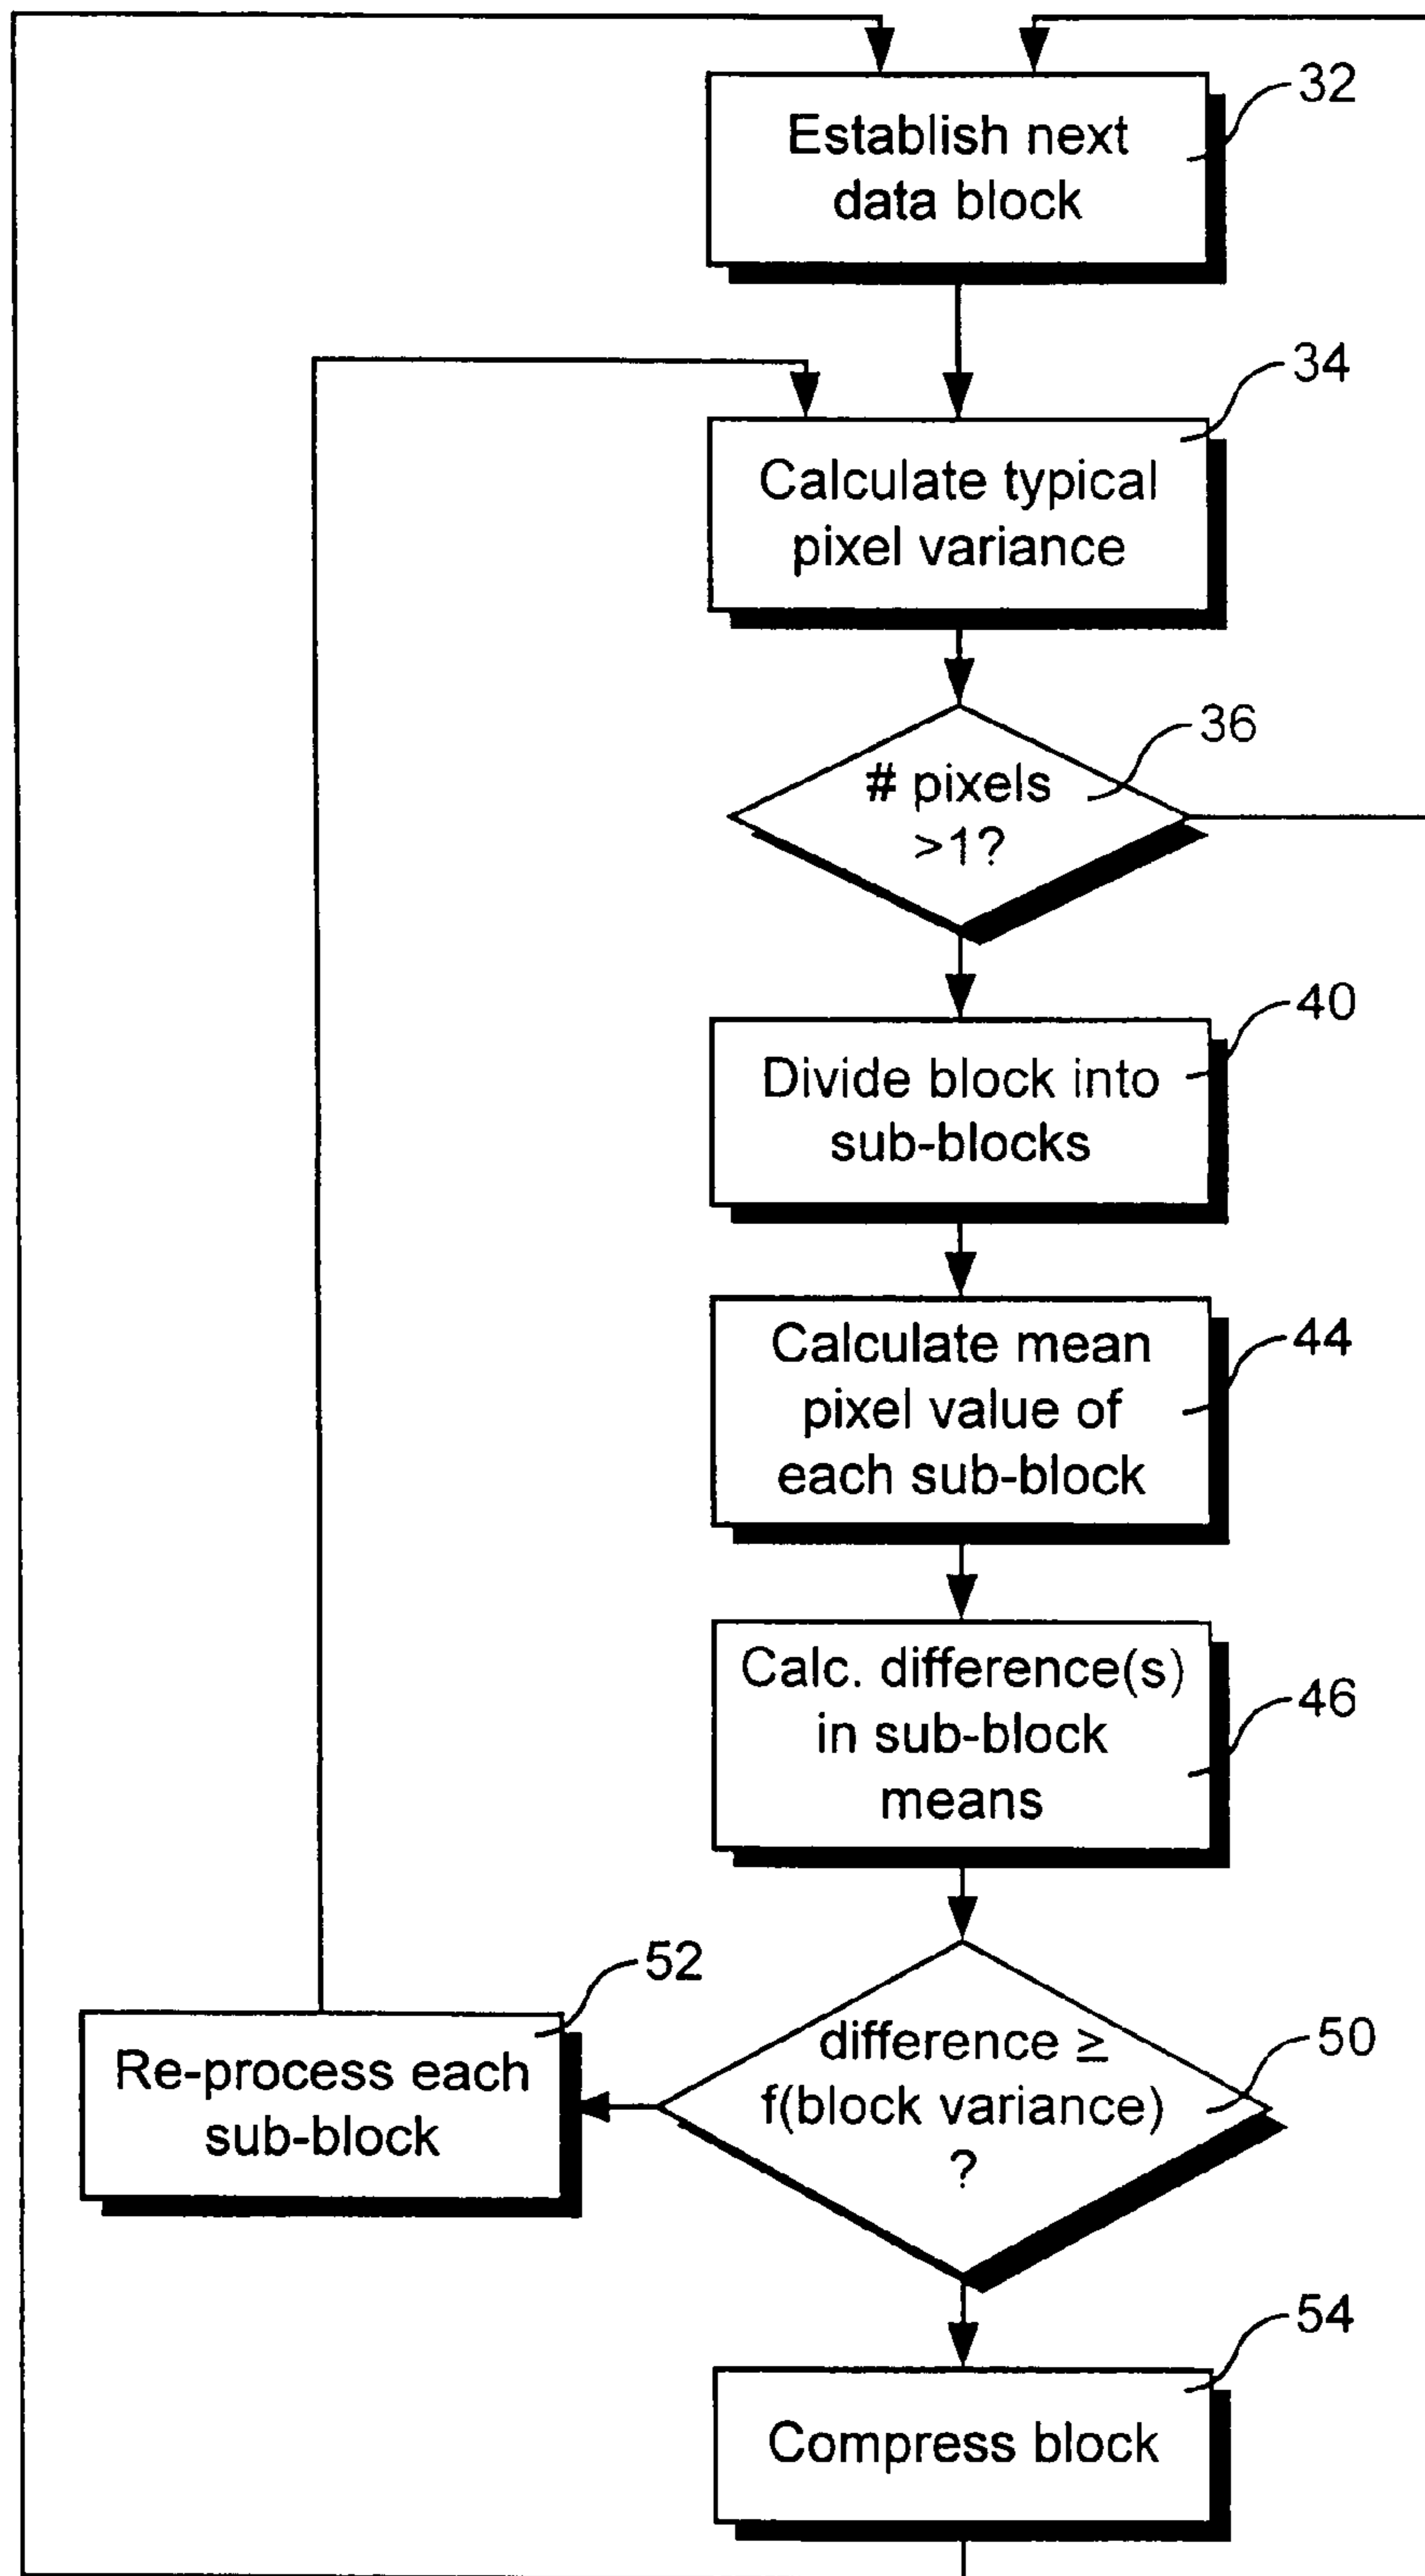 32
Establish next
data block
34
Calculate typical
pixel variance
36
# pixels
>1?
40
Divide block into
sub-blocks
44
Calculate mean
pixel value of
each sub-block
46
Calc. difference(s)
in sub-block
means
52
Re-process each
sub-block
50
difference ≥
f(block variance)
?
54
Compress block